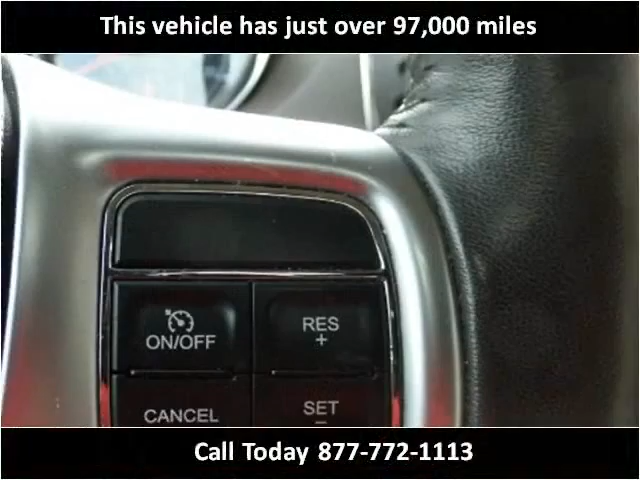 This vehicle has just over 97,000 miles
ON/OFF
RES
+
CANCEL
SET
−
Call Today 877-772-1113